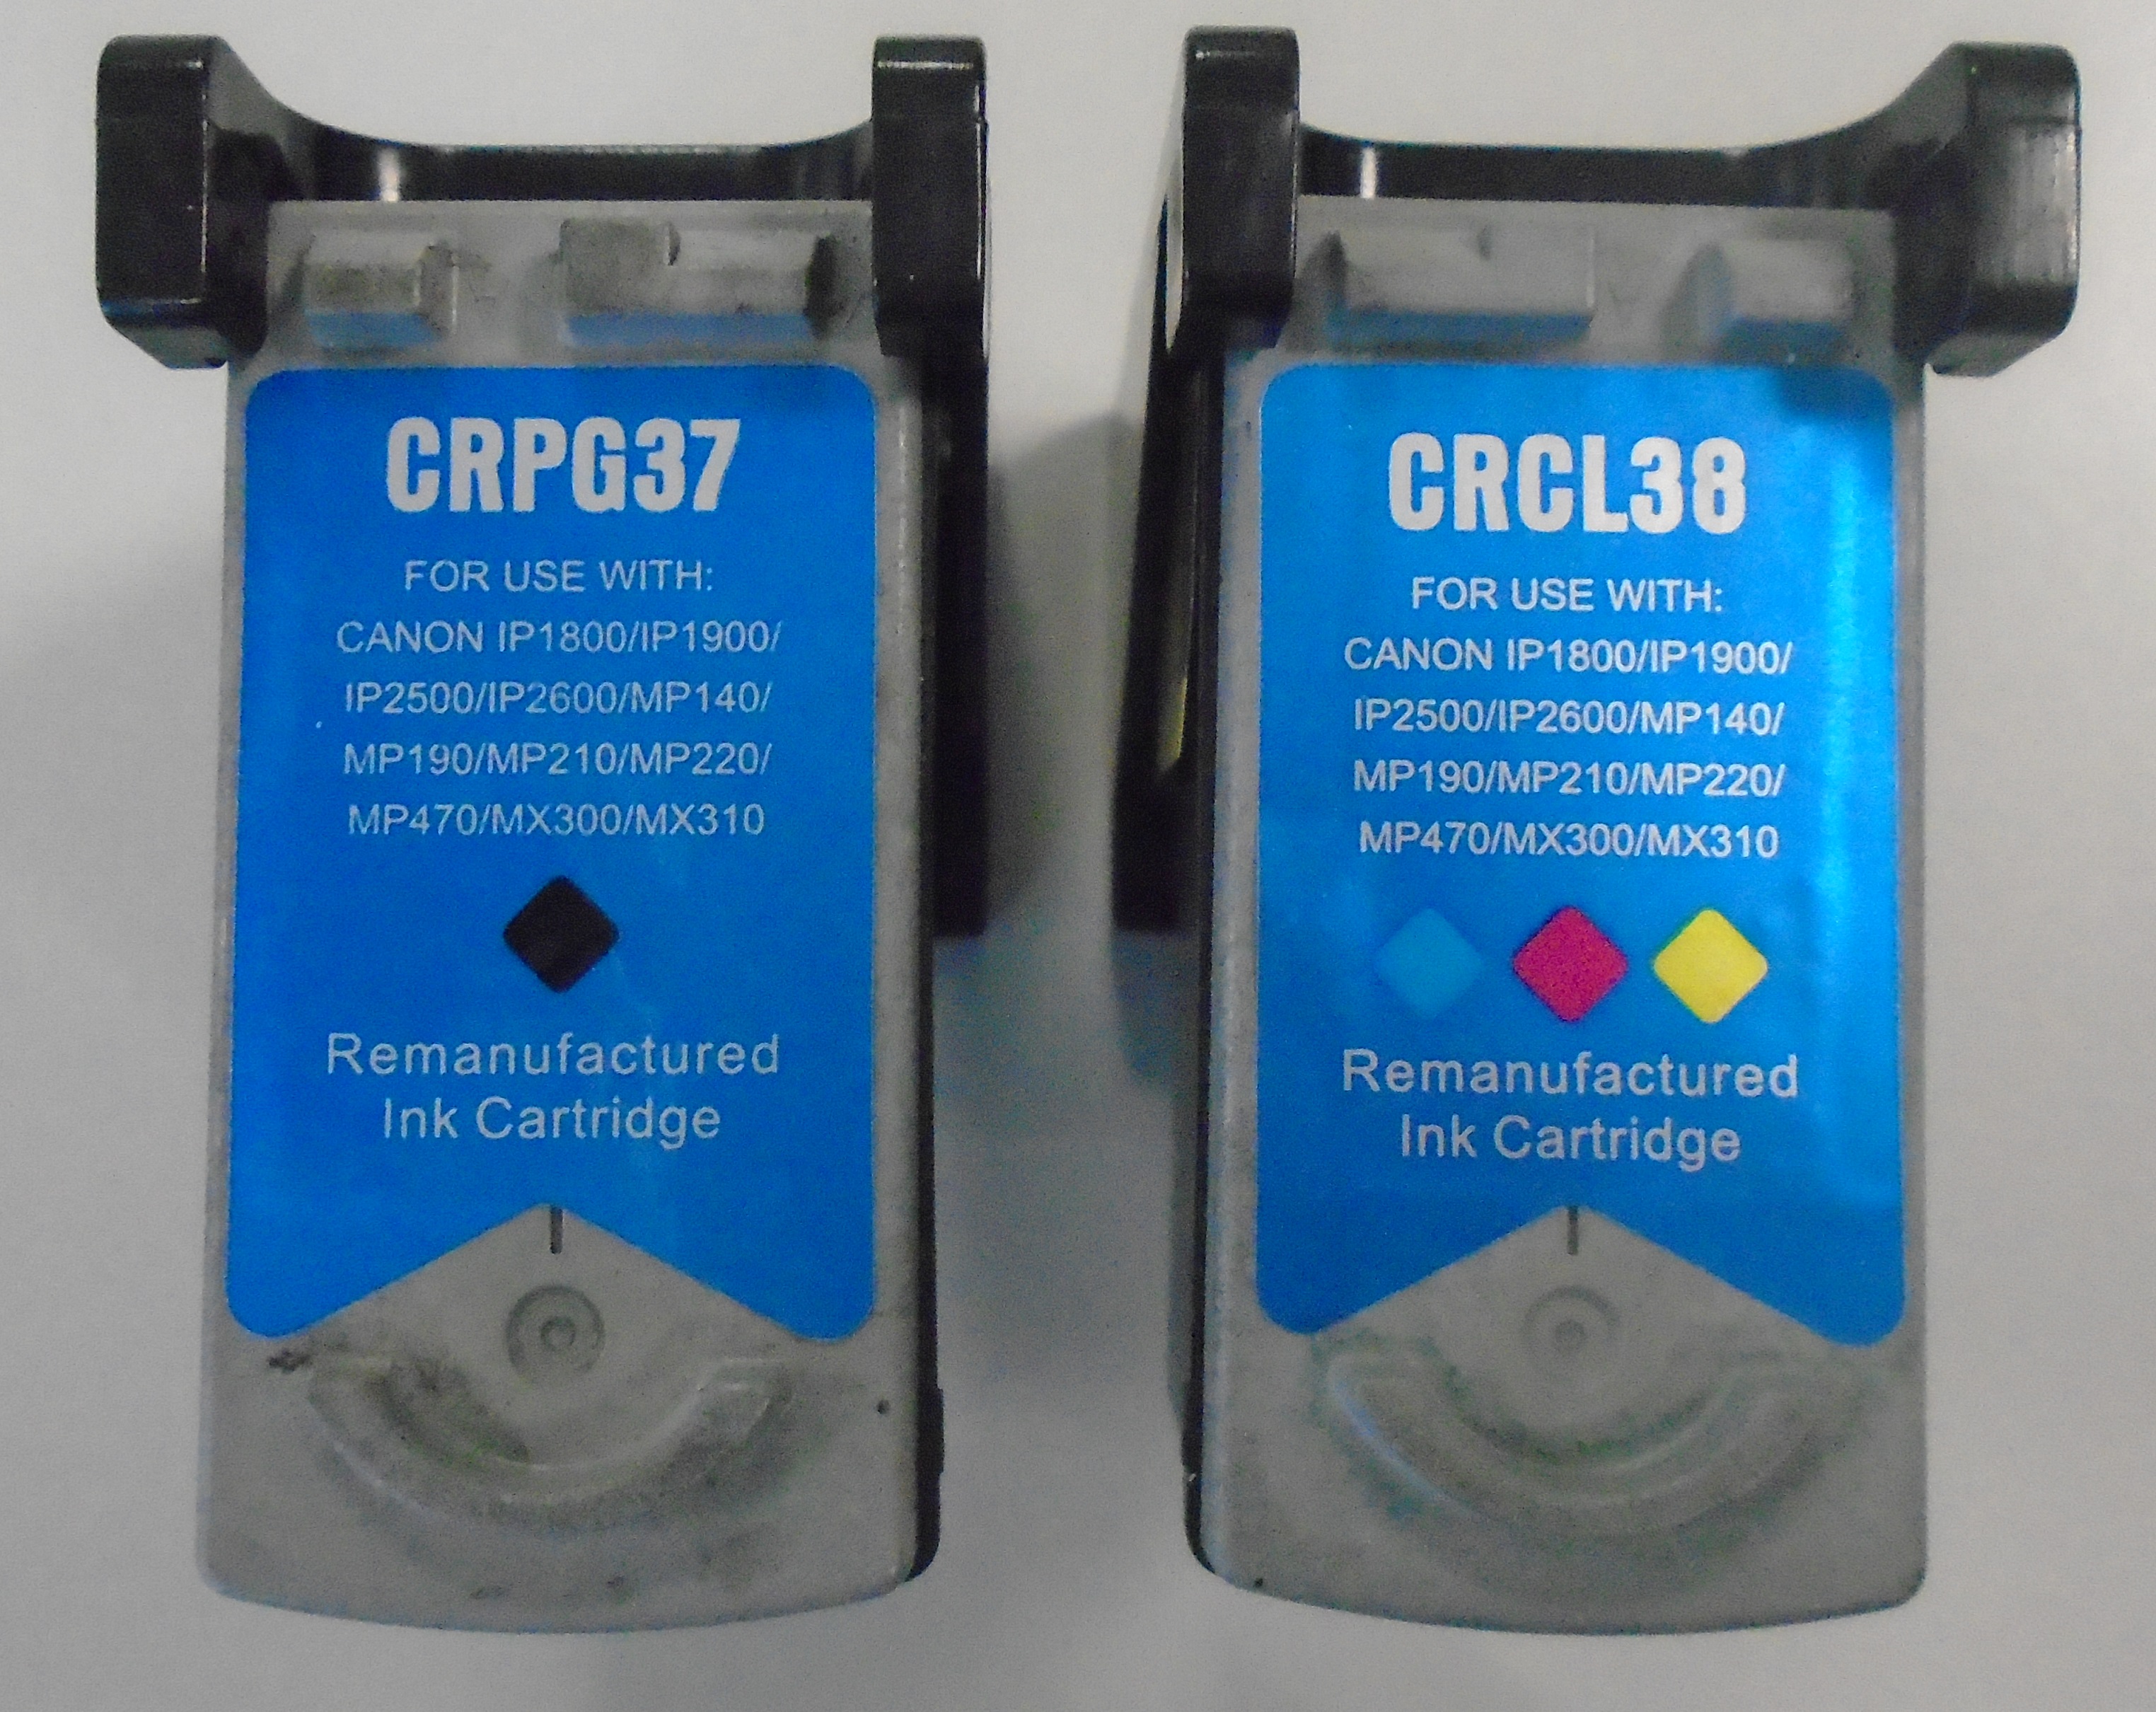 CRPG37
FOR USE WITH:
CANON IP1800/IP1900/
IP2500/IP2600/MP140/
MP190/MP210/MP220/
MP470/MX300/MX310
Remanufactured
Ink Cartridge
CRCL38
FOR USE WITH:
CANON IP1800/IP1900/
IP2500/IP2600/MP140/
MP190/MP210/MP220/
MP470/MX300/MX310
Remanufactured
Ink Cartridge